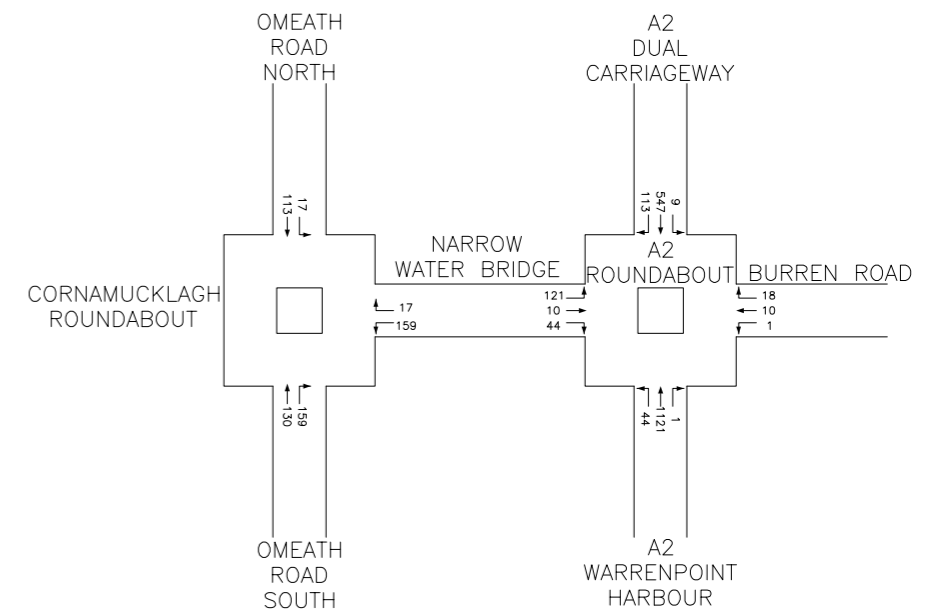 OMEATH
ROAD
NORTH
A2
DUAL
CARRIAGEWAY
113
17
113
547
9
NARROW
WATER BRIDGE
A2
ROUNDABOUT
BURREN ROAD
CORNAMUCKLAGH
ROUNDABOUT
17
159
121
10
44
18
10
1
130
159
44
1121
1
OMEATH
ROAD
SOUTH
A2
WARRENPOINT
HARBOUR